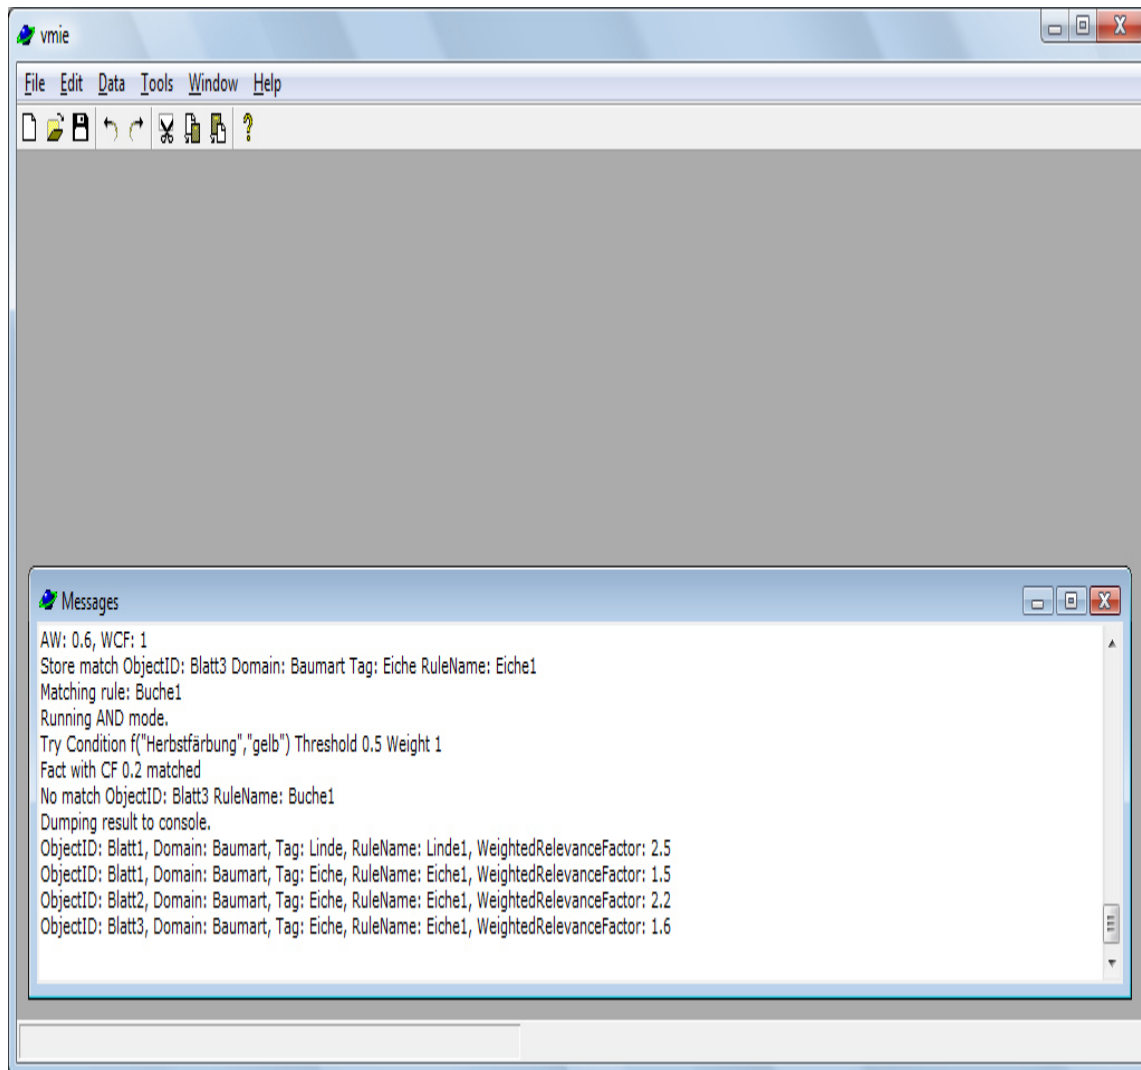 vmie
File Edit Data Tools Window Help
Messages
AW: 0.6, WCF: 1
Store match ObjectID: Blatt3 Domain: Baumart Tag: Eiche RuleName: Eiche1
Matching rule: Buche1
Running AND mode.
Try Condition f("Herbstfärbung","gelb") Threshold 0.5 Weight 1
Fact with CF 0.2 matched
No match ObjectID: Blatt3 RuleName: Buche1
Dumping result to console.
ObjectID: Blatt1, Domain: Baumart, Tag: Linde, RuleName: Linde1, WeightedRelevanceFactor: 2.5
ObjectID: Blatt1, Domain: Baumart, Tag: Eiche, RuleName: Eiche1, WeightedRelevanceFactor: 1.5
ObjectID: Blatt2, Domain: Baumart, Tag: Eiche, RuleName: Eiche1, WeightedRelevanceFactor: 2.2
ObjectID: Blatt3, Domain: Baumart, Tag: Eiche, RuleName: Eiche1, WeightedRelevanceFactor: 1.6